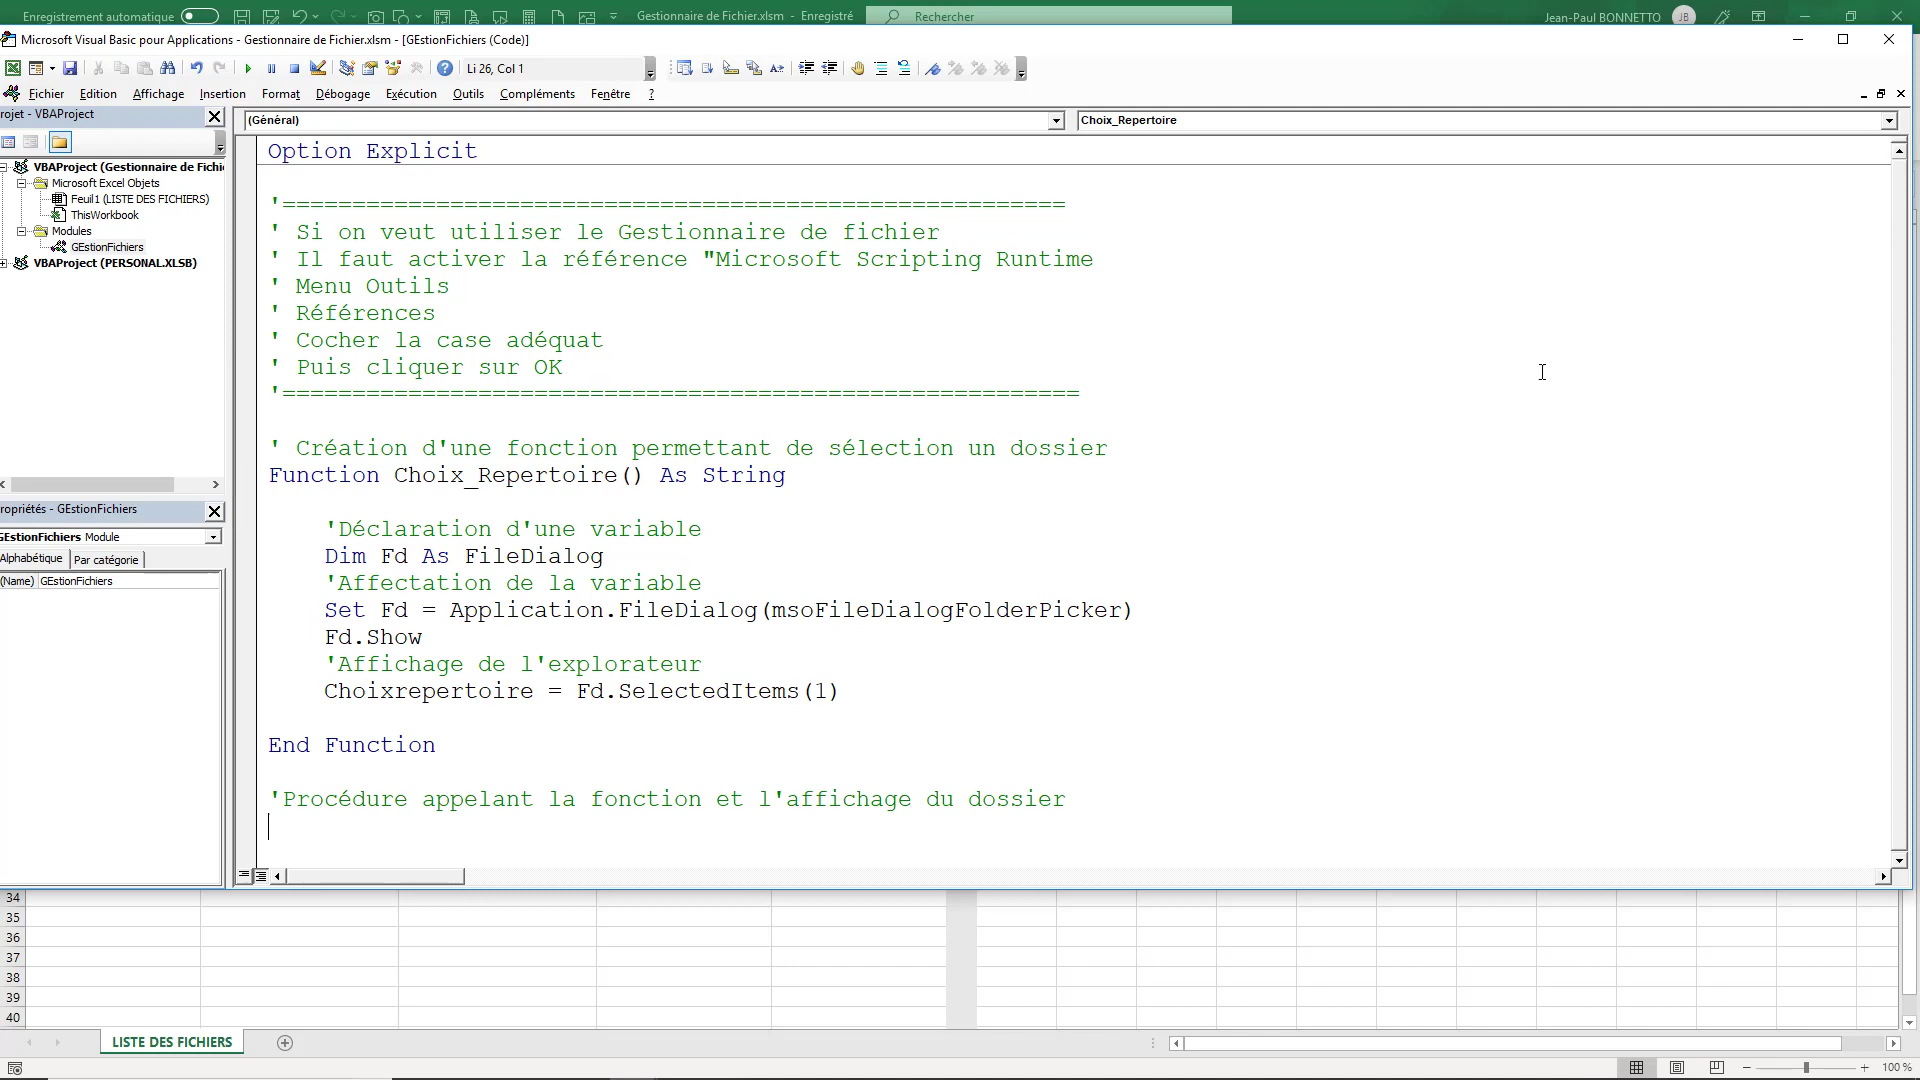 Enregistrement automatique
Gestionnaire de Fichier.xlsm - Enregistré
Rechercher
Jean-Paul BONNETTO
JB
Microsoft Visual Basic pour Applications - Gestionnaire de Fichier.xlsm - [GEstionFichiers (Code)]
Li 26, Col 1
Fichier Edition Affichage Insertion Format Débogage Exécution Outils Compléments Fenêtre ?
rojet - VBAProject
(Général)
Choix_Repertoire
VBAProject (Gestionnaire de Fichi
Microsoft Excel Objets
Feuil1 (LISTE DES FICHIERS)
ThisWorkbook
Modules
GEstionFichiers
VBAProject (PERSONAL.XLSB)
ropriétés - GEstionFichiers
GEstionFichiers Module
Alphabétique Par catégorie
(Name) GEstionFichiers
Option Explicit
'========================================================
' Si on veut utiliser le Gestionnaire de fichier
' Il faut activer la référence "Microsoft Scripting Runtime
' Menu Outils
' Références
' Cocher la case adéquat
' Puis cliquer sur OK
'=========================================================
' Création d'une fonction permettant de sélection un dossier
Function Choix_Repertoire() As String
'Déclaration d'une variable
Dim Fd As FileDialog
'Affectation de la variable
Set Fd = Application.FileDialog(msoFileDialogFolderPicker)
Fd.Show
'Affichage de l'explorateur
Choixrepertoire = Fd.SelectedItems(1)
End Function
'Procédure appelant la fonction et l'affichage du dossier
34
35
36
37
38
39
40
LISTE DES FICHIERS
100 %